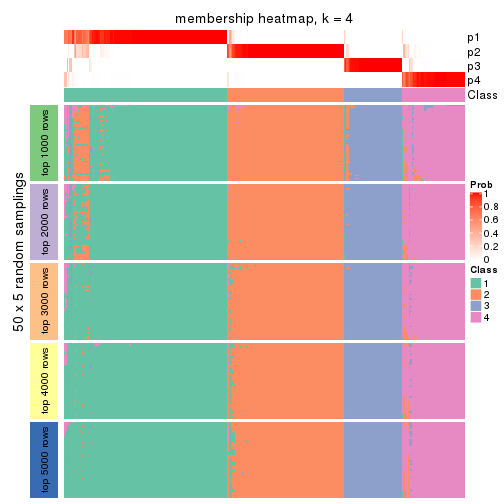 membership heatmap, k = 4
p1
p2
p3
p4
Class
50 x 5 random samplings
top 1000 rows
top 2000 rows
top 3000 rows
top 4000 rows
top 5000 rows
Prob
1
0.8
0.6
0.4
0.2
0
Class
1
2
3
4